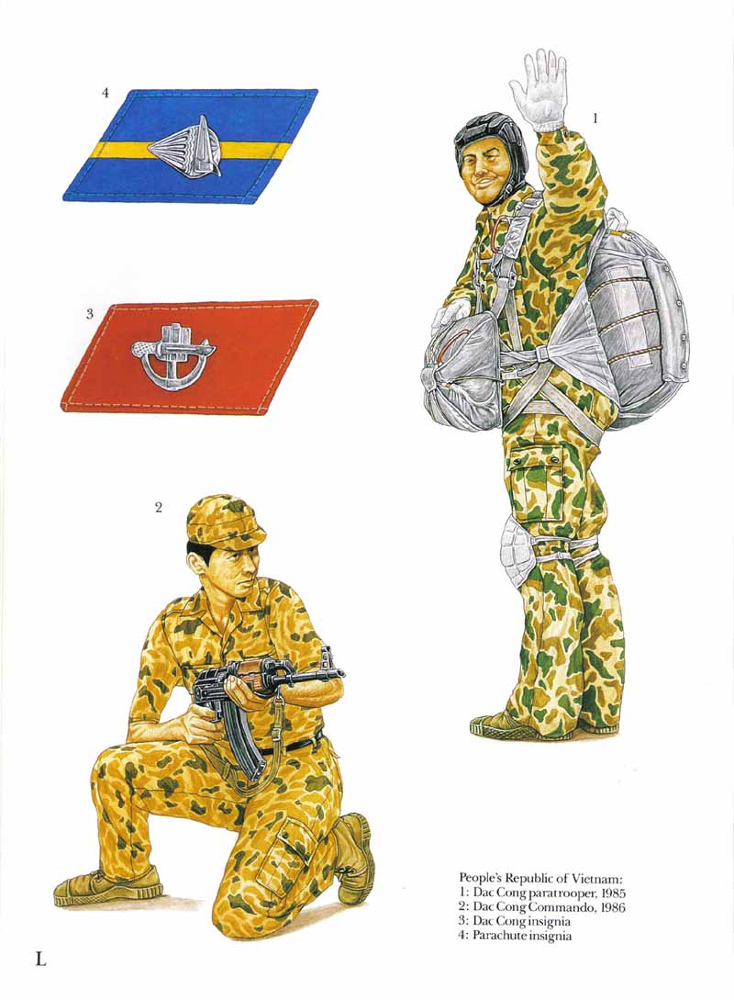 4
1
3
2
People's Republic of Vietnam:
1: Dac Cong paratrooper, 1985
2: Dac Cong Commando, 1986
3: Dac Cong insignia
4: Parachute insignia
L